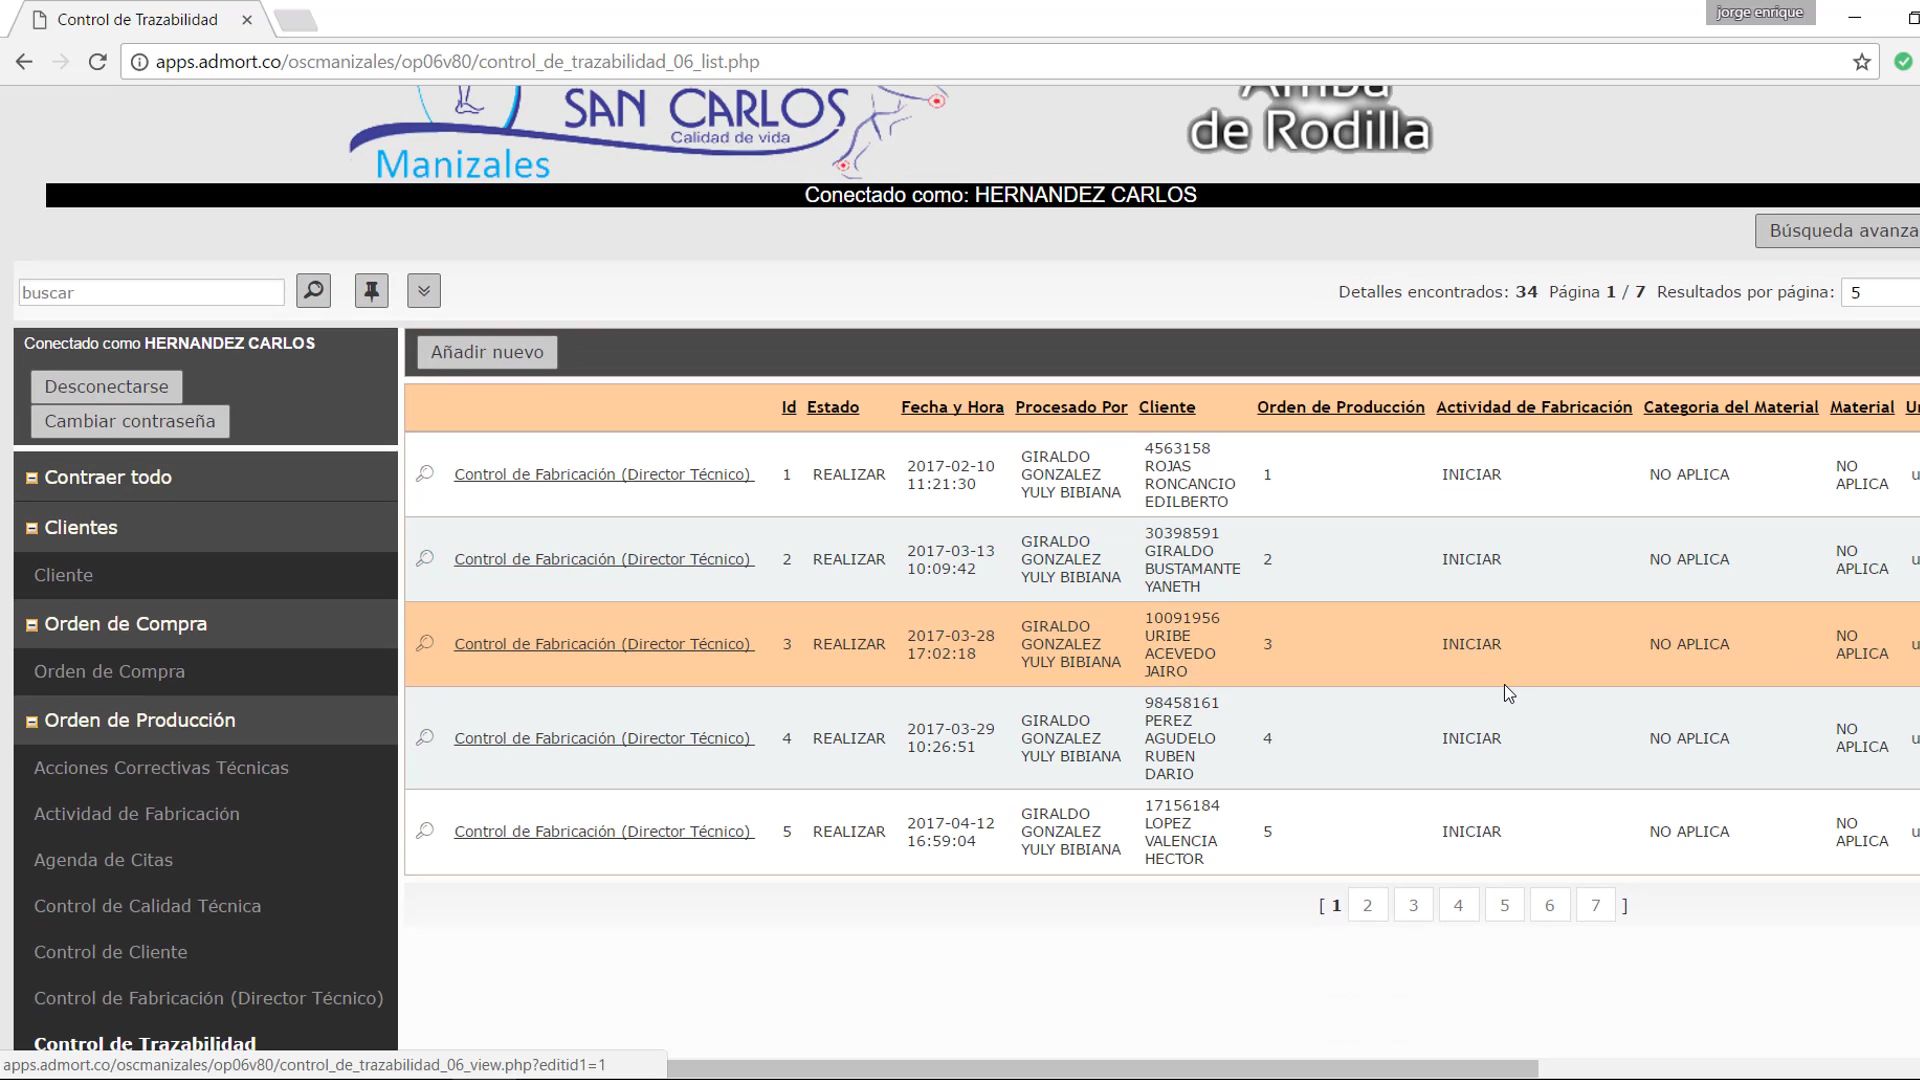 Control de Trazabilidad
jorge enrique
apps.admort.co/oscmanizales/op06v80/control_de_trazabilidad_06_list.php
SAN CARLOS
Calidad de vida
Manizales
Arriba
de Rodilla
Conectado como: HERNANDEZ CARLOS
Búsqueda avanza
buscar
Detalles encontrados: 34 Página 1 / 7 Resultados por página: 5
Conectado como HERNANDEZ CARLOS
Desconectarse
Cambiar contraseña
Contraer todo
Clientes
Cliente
Orden de Compra
Orden de Compra
Orden de Producción
Acciones Correctivas Técnicas
Actividad de Fabricación
Agenda de Citas
Control de Calidad Técnica
Control de Cliente
Control de Fabricación (Director Técnico)
Control de Trazabilidad
Añadir nuevo
Id Estado Fecha y Hora Procesado Por Cliente Orden de Producción Actividad de Fabricación Categoria del Material Material Un
Control de Fabricación (Director Técnico) 1 REALIZAR 2017-02-10 11:21:30 GIRALDO GONZALEZ YULY BIBIANA 4563158 ROJAS RONCANCIO EDILBERTO 1 INICIAR NO APLICA NO APLICA u
Control de Fabricación (Director Técnico) 2 REALIZAR 2017-03-13 10:09:42 GIRALDO GONZALEZ YULY BIBIANA 30398591 GIRALDO BUSTAMANTE YANETH 2 INICIAR NO APLICA NO APLICA u
Control de Fabricación (Director Técnico) 3 REALIZAR 2017-03-28 17:02:18 GIRALDO GONZALEZ YULY BIBIANA 10091956 URIBE ACEVEDO JAIRO 3 INICIAR NO APLICA NO APLICA u
Control de Fabricación (Director Técnico) 4 REALIZAR 2017-03-29 10:26:51 GIRALDO GONZALEZ YULY BIBIANA 98458161 PEREZ AGUDELO RUBEN DARIO 4 INICIAR NO APLICA NO APLICA u
Control de Fabricación (Director Técnico) 5 REALIZAR 2017-04-12 16:59:04 GIRALDO GONZALEZ YULY BIBIANA 17156184 LOPEZ VALENCIA HECTOR 5 INICIAR NO APLICA NO APLICA u
[ 1 2 3 4 5 6 7 ]
apps.admort.co/oscmanizales/op06v80/control_de_trazabilidad_06_view.php?editid1=1